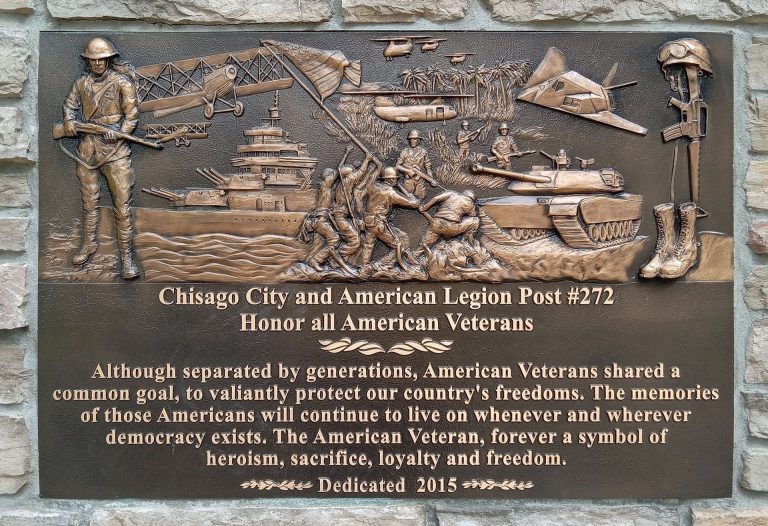 Chisago City and American Legion Post #272
Honor all American Veterans
Although separated by generations, American Veterans shared a
common goal, to valiantly protect our country's freedoms. The memories
of those Americans will continue to live on whenever and wherever
democracy exists. The American Veteran, forever a symbol of
heroism, sacrifice, loyalty and freedom.
Dedicated 2015